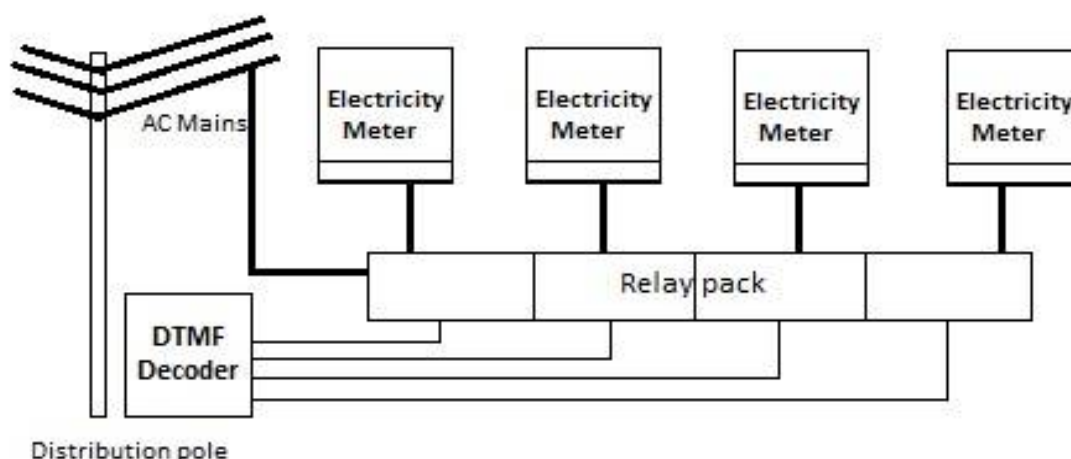 AC Mains
Electricity
Meter
Electricity
Meter
Electricity
Meter
Electricity
Meter
Relay pack
DTMF
Decoder
Distribution pole